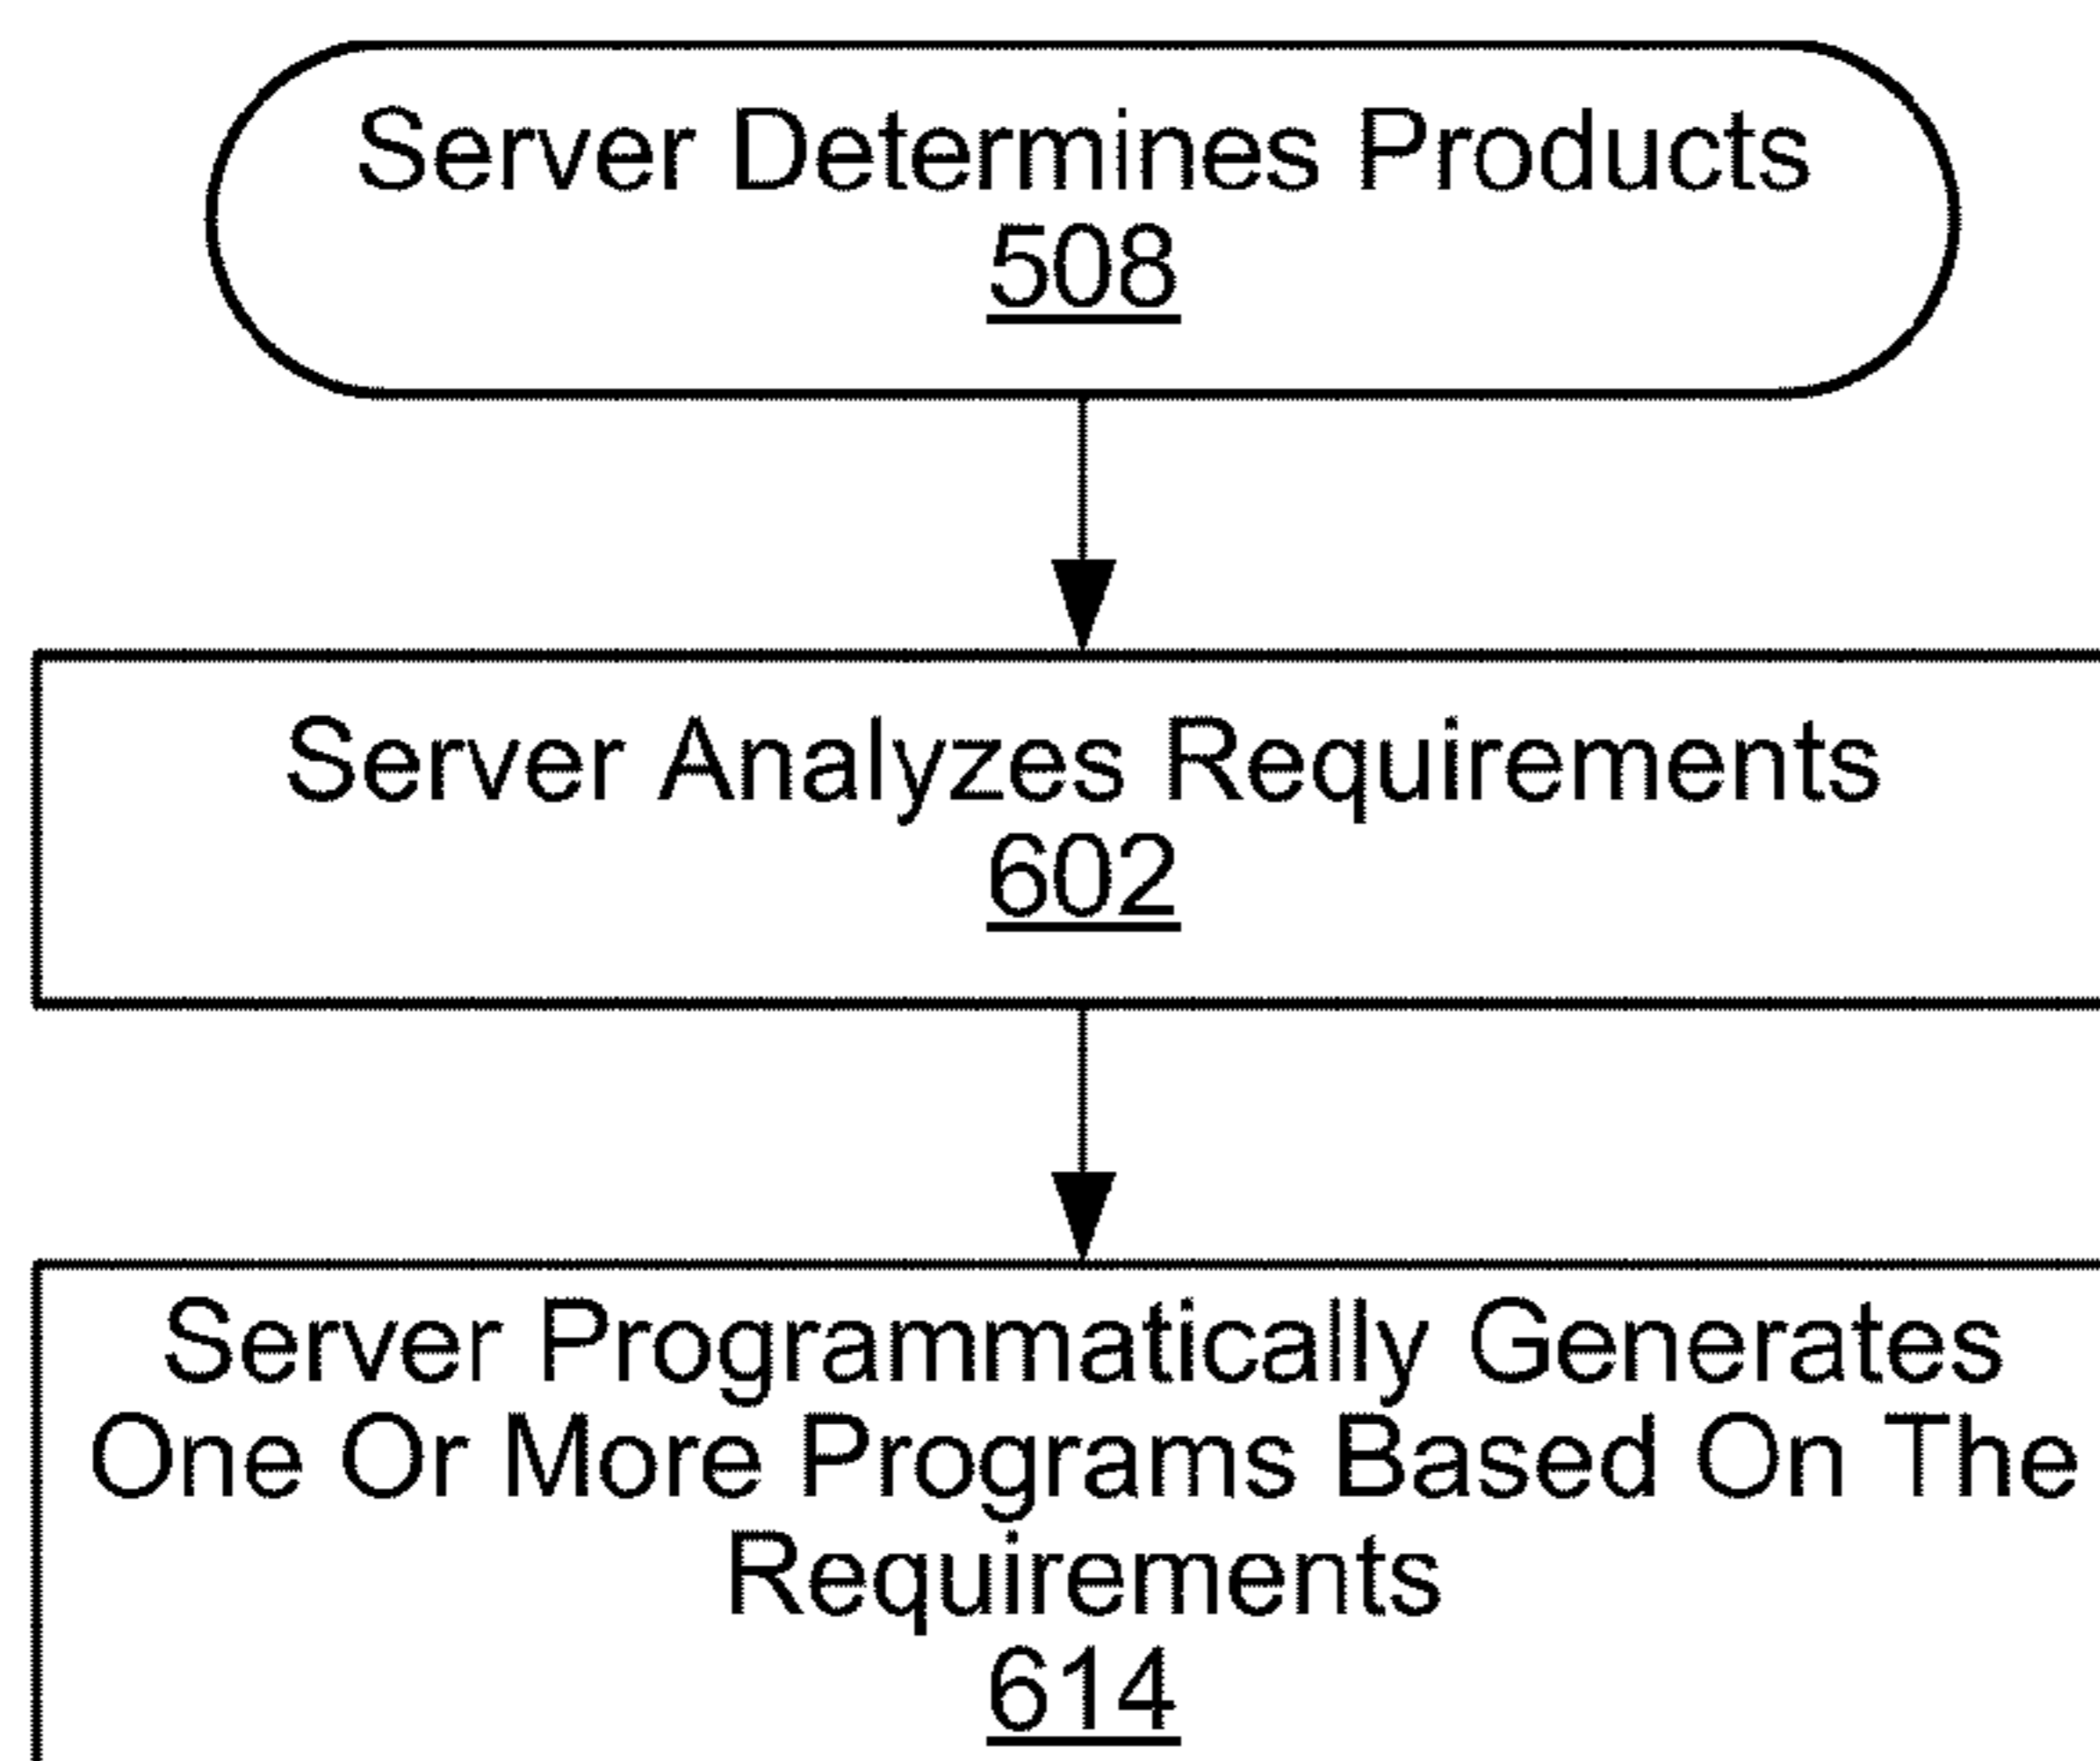 Server Determines Products
508
Server Analyzes Requirements
602
Server Programmatically Generates
One Or More Programs Based On The
Requirements
614